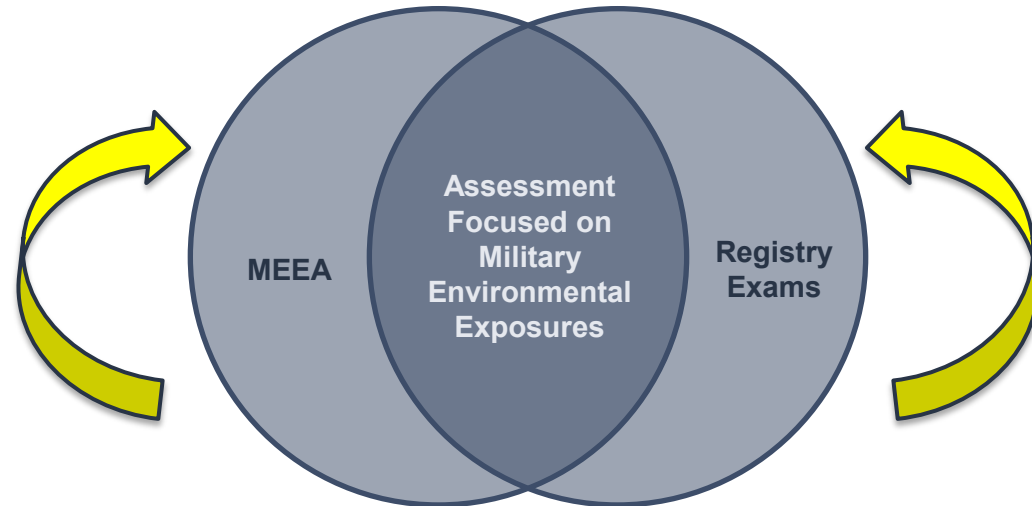 MEEA
Assessment
Focused on
Military
Environmental
Exposures
Registry
Exams